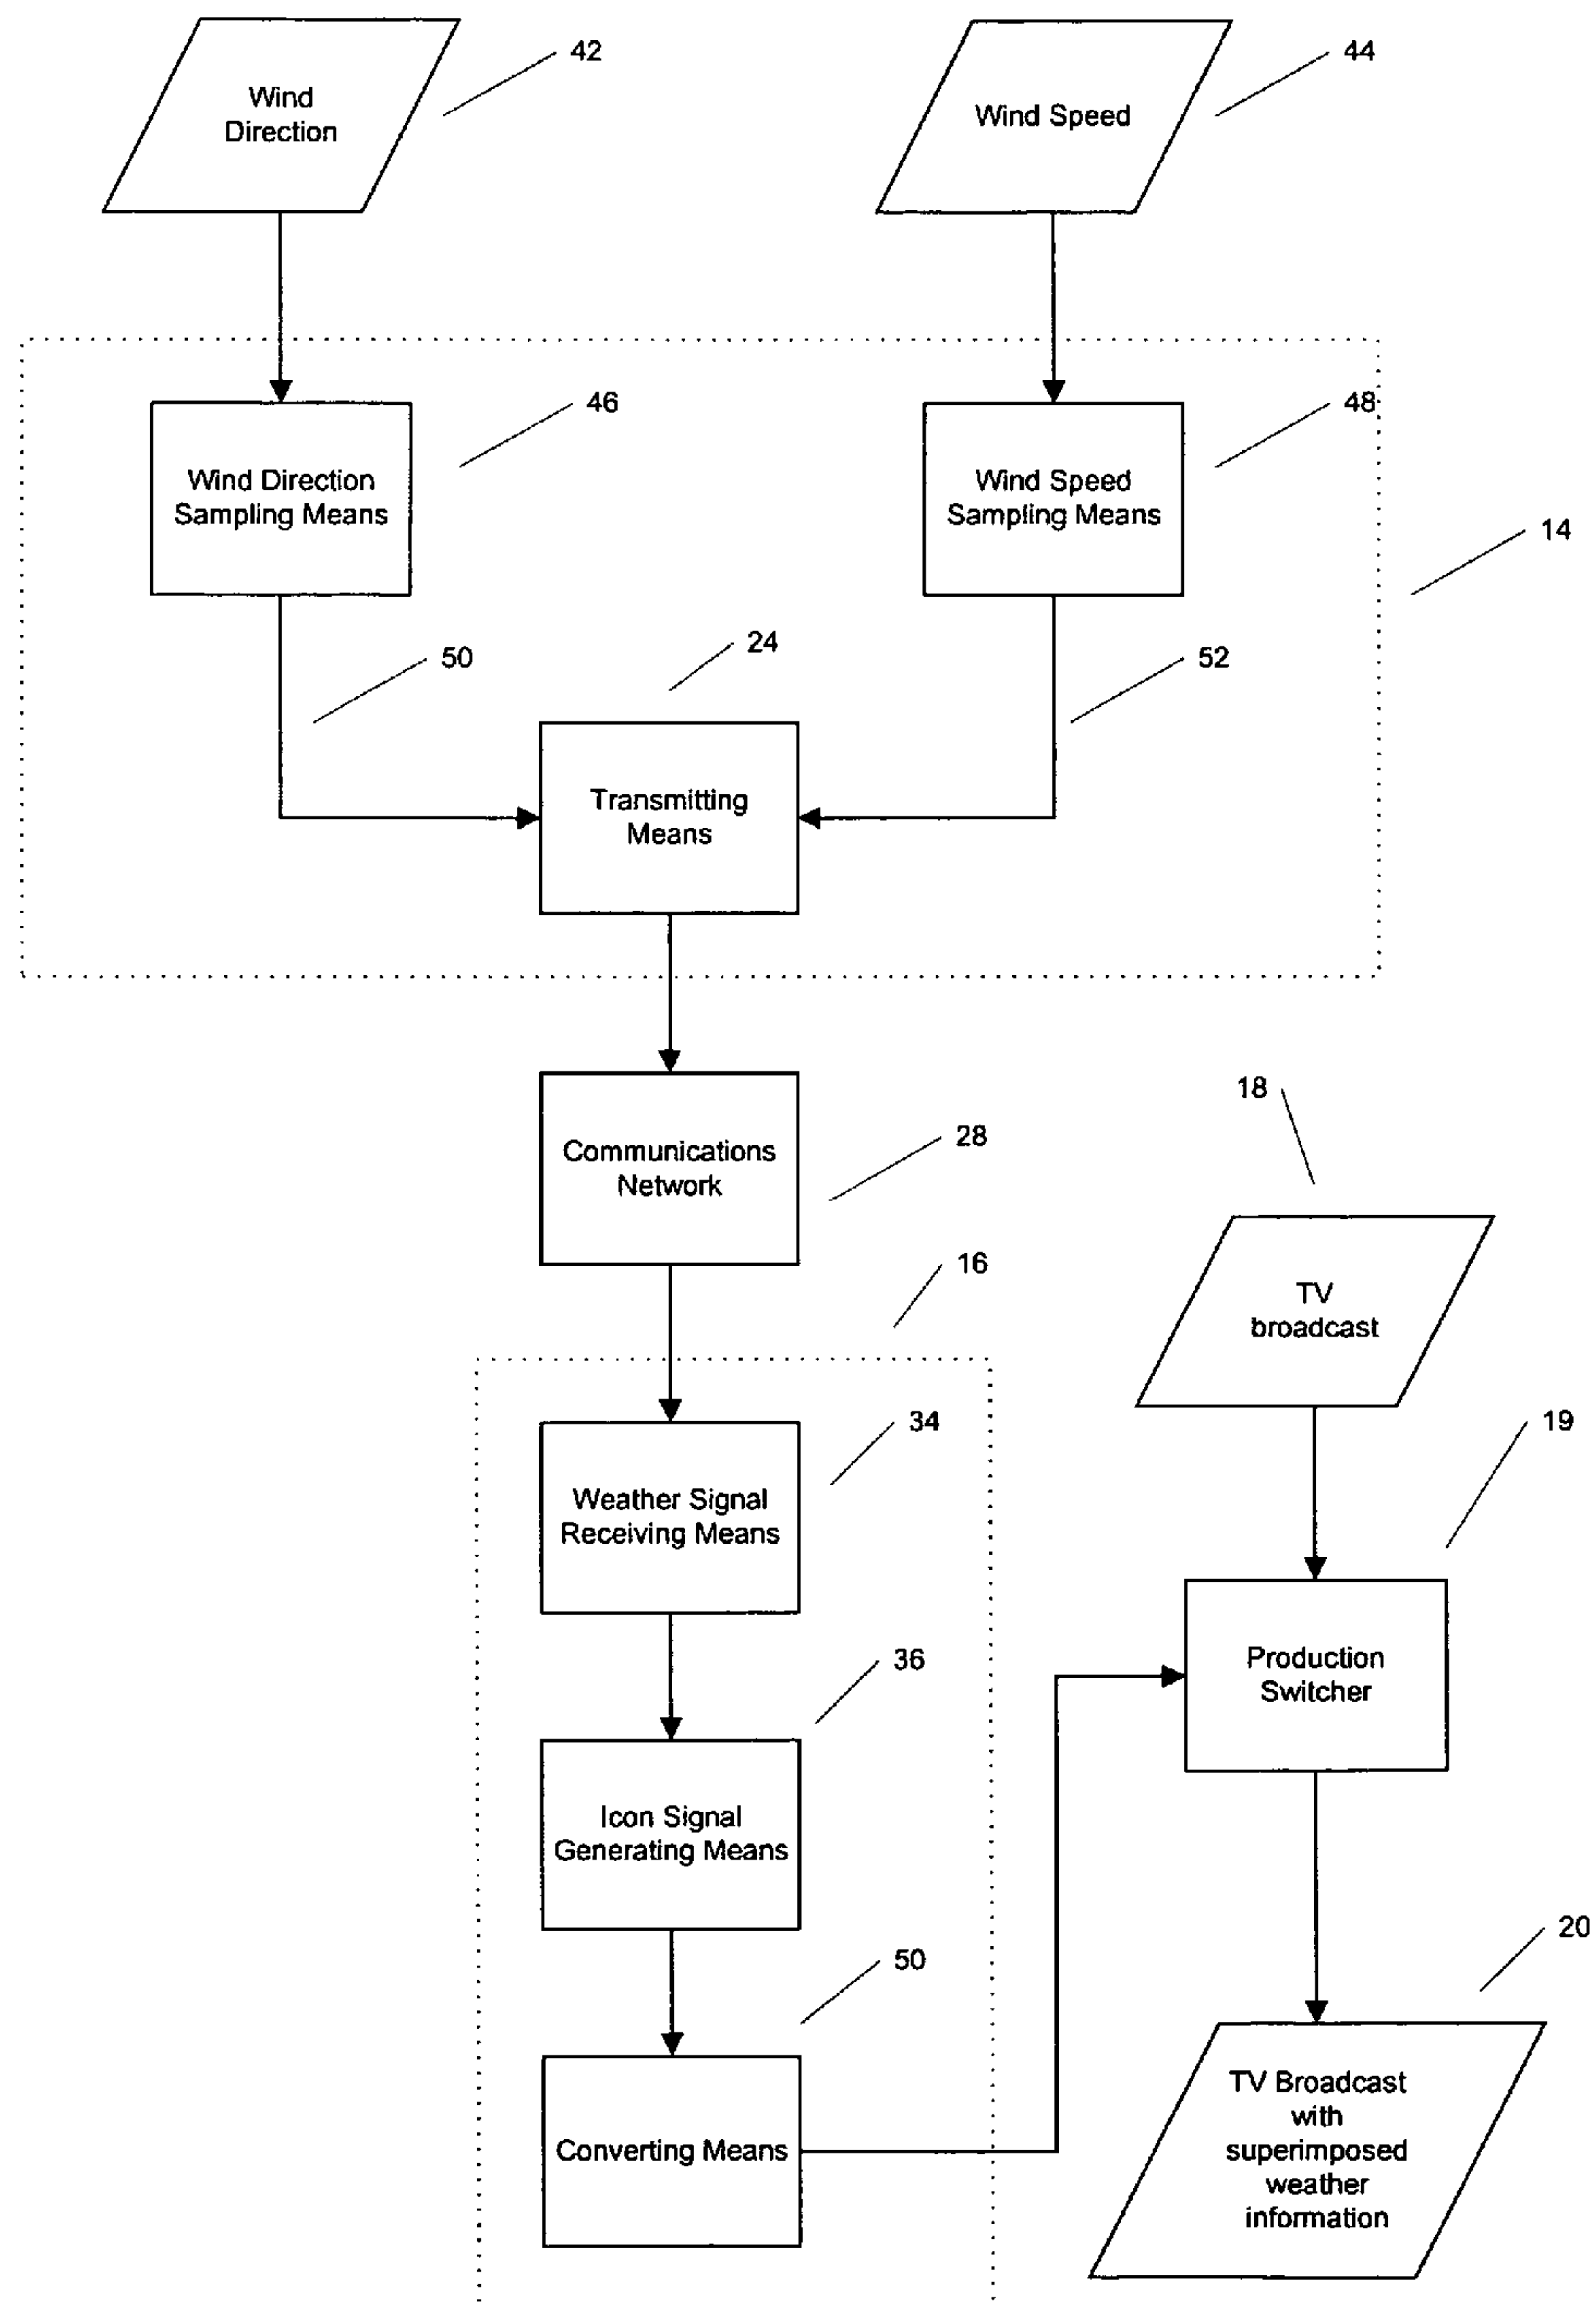 Wind
Direction
42
Wind Speed
44
Wind Direction
Sampling Means
46
Wind Speed
Sampling Means
48
14
50
24
52
Transmitting
Means
Communications
Network
28
18
16
TV
broadcast
Weather Signal
Receiving Means
34
19
Production
Switcher
36
Icon Signal
Generating Means
50
20
Converting Means
TV Broadcast
with
superimposed
weather
information